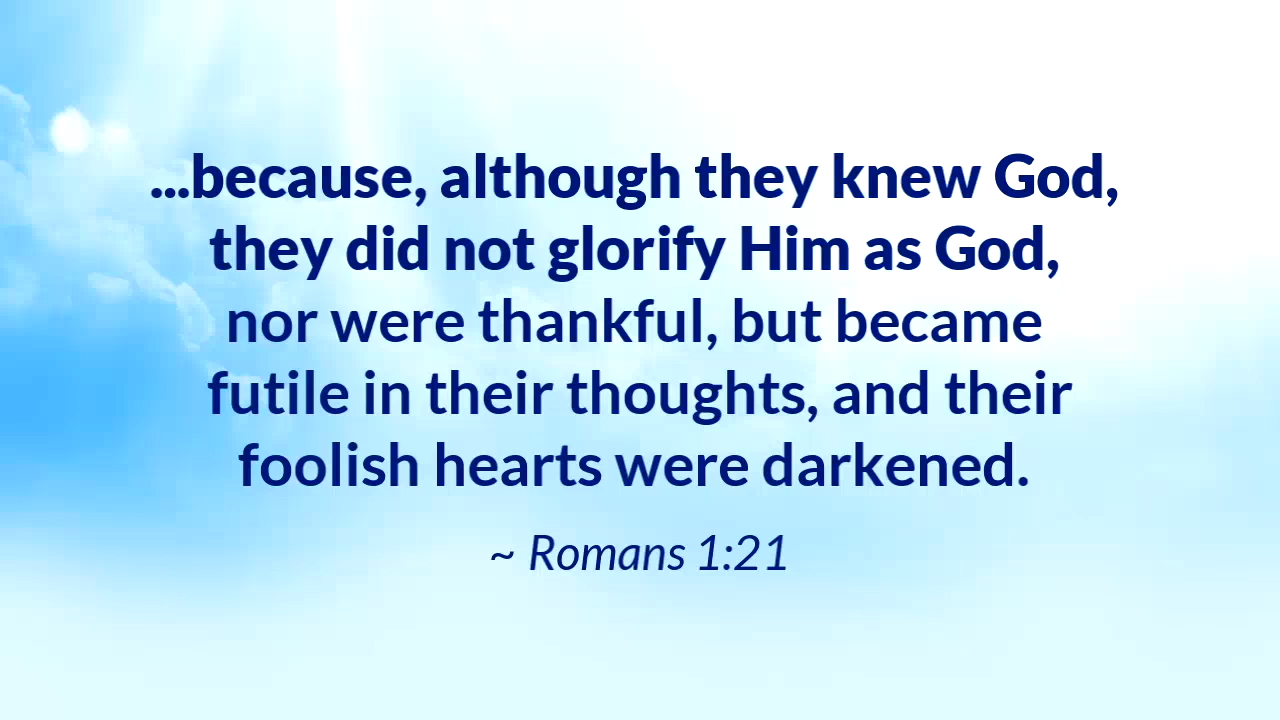 ...because, although they knew God,
they did not glorify Him as God,
nor were thankful, but became
futile in their thoughts, and their
foolish hearts were darkened.
~ Romans 1:21